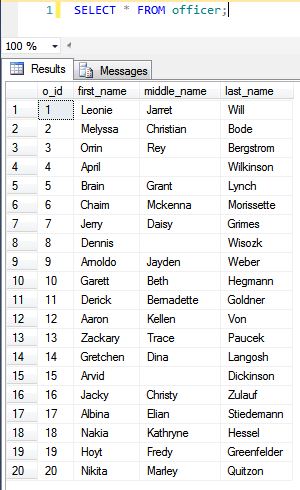 1 SELECT * FROM officer;
100 %
Results Messages
o_id first_name middle_name last_name
1 1 Leonie Jarret Will
2 2 Melyssa Christian Bode
3 3 Orrin Rey Bergstrom
4 4 April Wilkinson
5 5 Brain Grant Lynch
6 6 Chaim Mckenna Morissette
7 7 Jerry Daisy Grimes
8 8 Dennis Wisozk
9 9 Arnoldo Jayden Weber
10 10 Garett Beth Hegmann
11 11 Derick Bernadette Goldner
12 12 Aaron Kellen Von
13 13 Zackary Trace Paucek
14 14 Gretchen Dina Langosh
15 15 Arvid Dickinson
16 16 Jacky Christy Zulauf
17 17 Albina Elian Stiedemann
18 18 Nakia Kathryne Hessel
19 19 Hoyt Fredy Greenfelder
20 20 Nikita Marley Quitzon